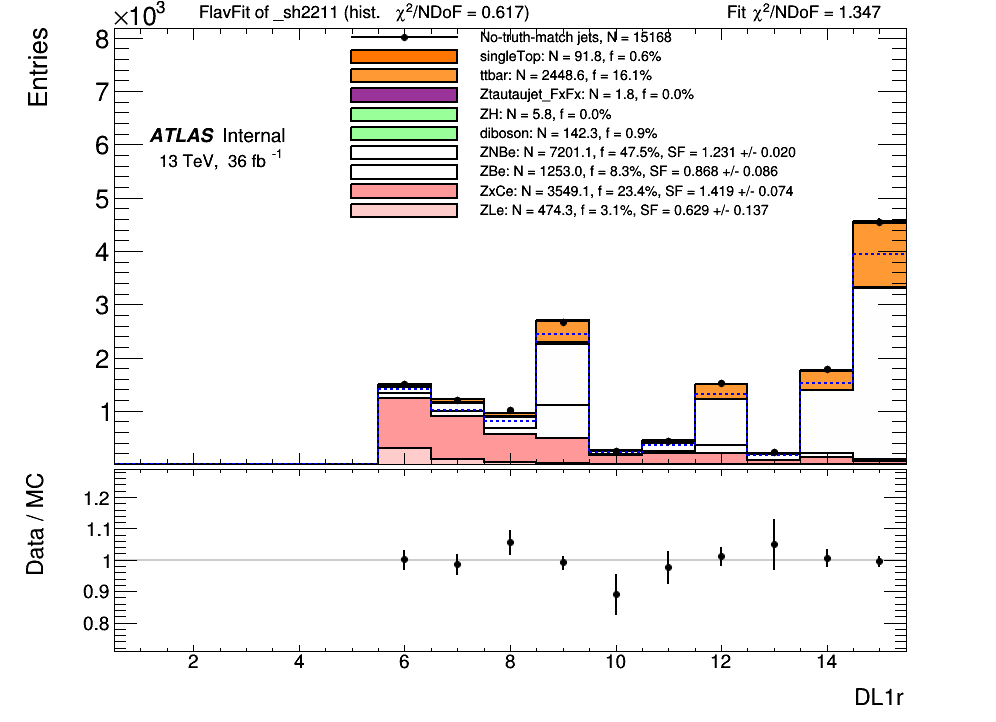 FlavFit of _sh2211 (hist. χ²/NDoF = 0.617) Fit χ²/NDoF = 1.347
×10³
Entries
8
7
6
5
4
3
2
1
No-truth-match jets, N = 15168
singleTop: N = 91.8, f = 0.6%
ttbar: N = 2448.6, f = 16.1%
Ztautaujet_FxFx: N = 1.8, f = 0.0%
ZH: N = 5.8, f = 0.0%
diboson: N = 142.3, f = 0.9%
ZNBe: N = 7201.1, f = 47.5%, SF = 1.231 +/- 0.020
ZBe: N = 1253.0, f = 8.3%, SF = 0.868 +/- 0.086
ZxCe: N = 3549.1, f = 23.4%, SF = 1.419 +/- 0.074
ZLe: N = 474.3, f = 3.1%, SF = 0.629 +/- 0.137
ATLAS Internal
13 TeV, 36 fb⁻¹
Data / MC
1.2
1.1
1
0.9
0.8
2 4 6 8 10 12 14
DL1r